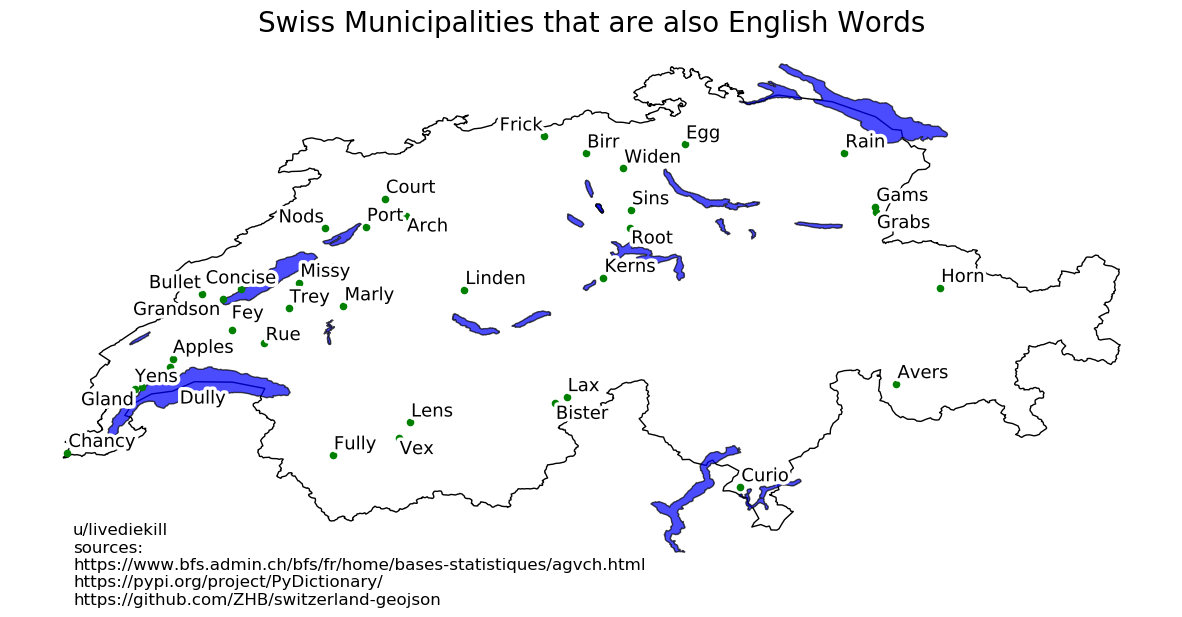 Swiss Municipalities that are also English Words
Frick
Birr
Egg
Rain
Widen
Court
Sins
Gams
Nods
Port
Arch
Grabs
Root
Kerns
Missy
Bullet
Concise
Linden
Horn
Trey
Marly
Grandson
Fey
Rue
Apples
Yens
Avers
Lax
Gland
Dully
Bister
Lens
Chancy
Fully
Vex
Curio
u/livediekill
sources:
https://www.bfs.admin.ch/bfs/fr/home/bases-statistiques/agvch.html
https://pypi.org/project/PyDictionary/
https://github.com/ZHB/switzerland-geojson